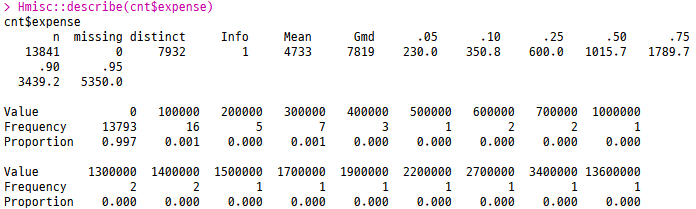 > Hmisc::describe(cnt$expense)
cnt$expense
n missing distinct Info Mean Gmd .05 .10 .25 .50 .75
13841 0 7932 1 4733 7819 230.0 350.8 600.0 1015.7 1789.7
.90 .95
3439.2 5350.0
Value 0 100000 200000 300000 400000 500000 600000 700000 1000000
Frequency 13793 16 5 7 3 1 2 2 1
Proportion 0.997 0.001 0.000 0.001 0.000 0.000 0.000 0.000 0.000
Value 1300000 1400000 1500000 1700000 1900000 2200000 2700000 3400000 13600000
Frequency 2 2 1 1 1 1 1 1 1
Proportion 0.000 0.000 0.000 0.000 0.000 0.000 0.000 0.000 0.000